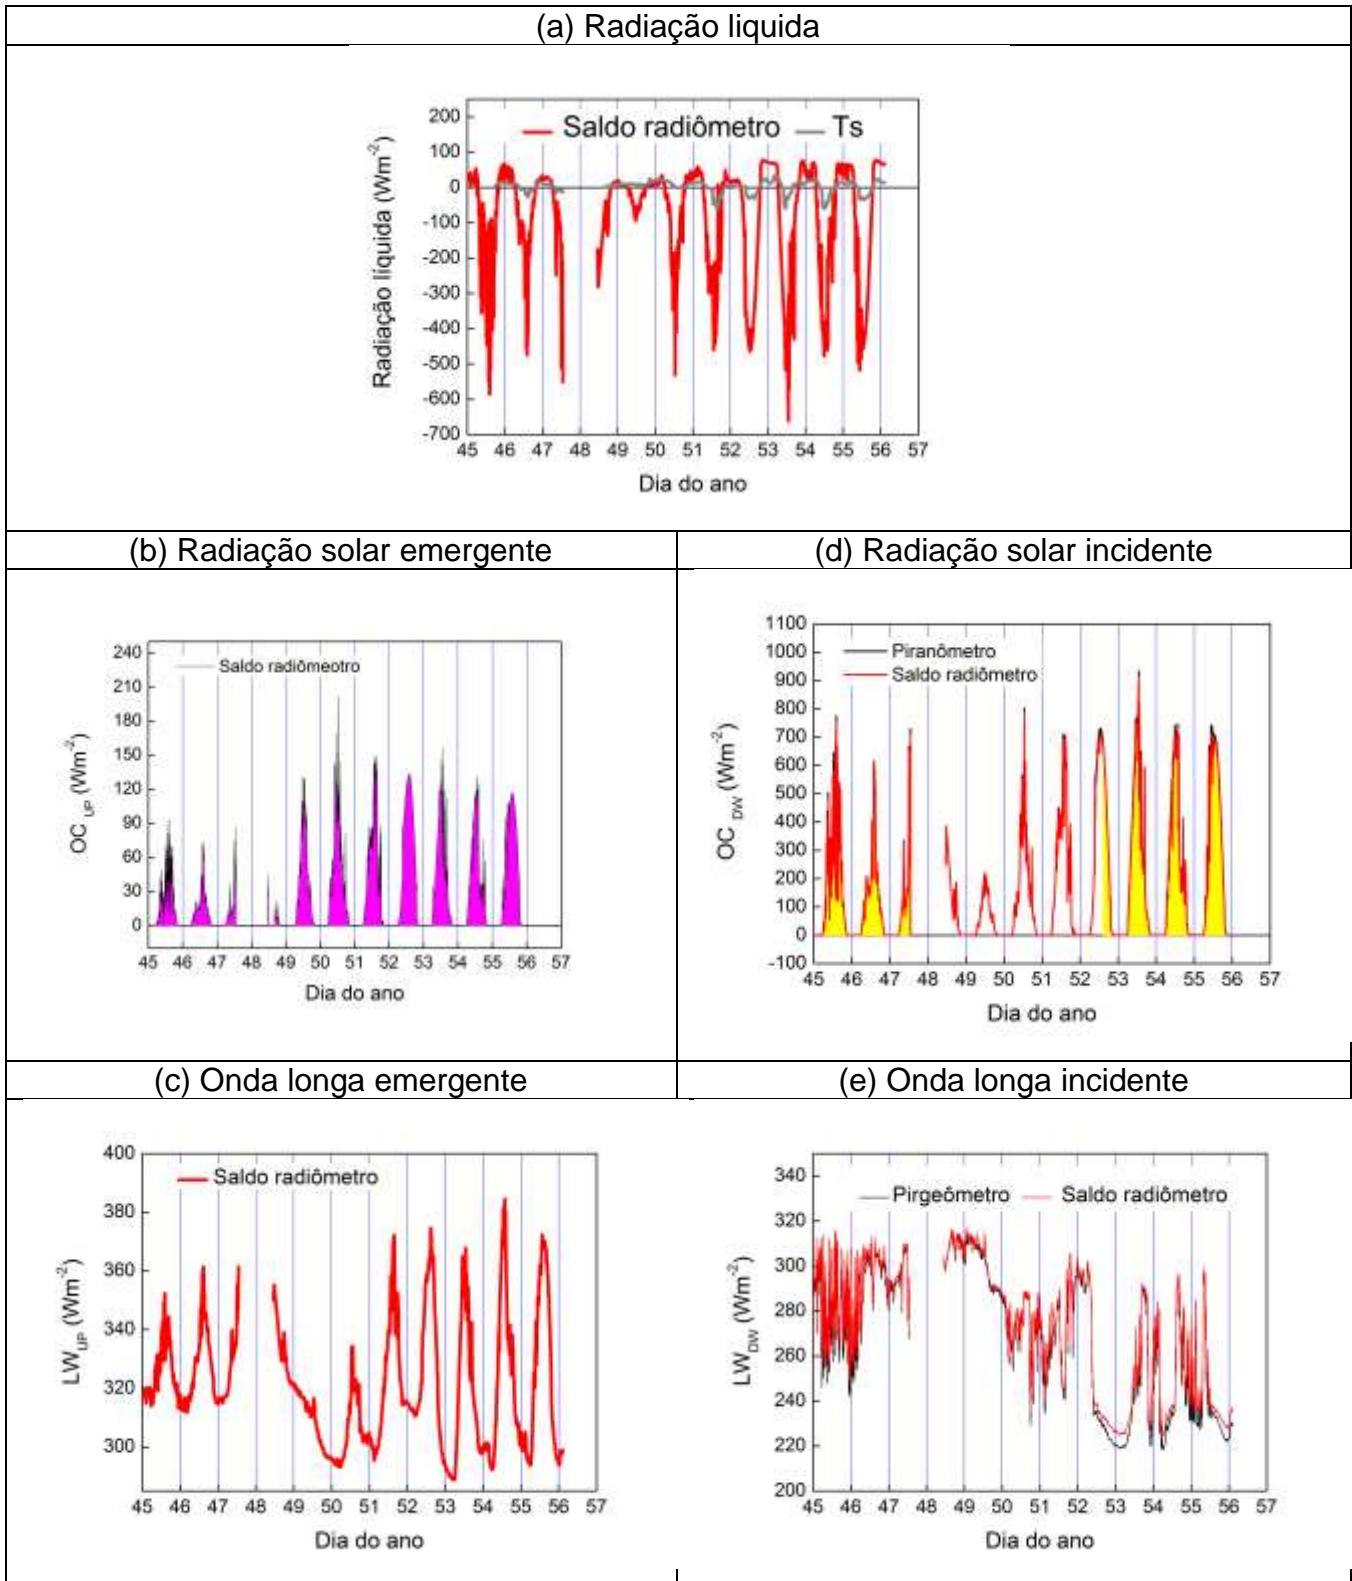 (a) Radiação liquida
Saldo radiômetro Ts
Radiação líquida (Wm-2)
200
100
0
-100
-200
-300
-400
-500
-600
-700
45 46 47 48 49 50 51 52 53 54 55 56 57
Dia do ano
(b) Radiação solar emergente
Saldo radiômeotro
OC UP (Wm-2)
240
210
180
150
120
90
60
30
0
45 46 47 48 49 50 51 52 53 54 55 56 57
Dia do ano
(d) Radiação solar incidente
Piranômetro
Saldo radiômetro
OC DW (Wm-2)
1100
1000
900
800
700
600
500
400
300
200
100
0
-100
45 46 47 48 49 50 51 52 53 54 55 56 57
Dia do ano
(c) Onda longa emergente
Saldo radiômetro
LW UP (Wm-2)
400
380
360
340
320
300
45 46 47 48 49 50 51 52 53 54 55 56 57
Dia do ano
(e) Onda longa incidente
Pirgeômetro Saldo radiômetro
LW DW (Wm-2)
340
320
300
280
260
240
220
200
45 46 47 48 49 50 51 52 53 54 55 56 57
Dia do ano